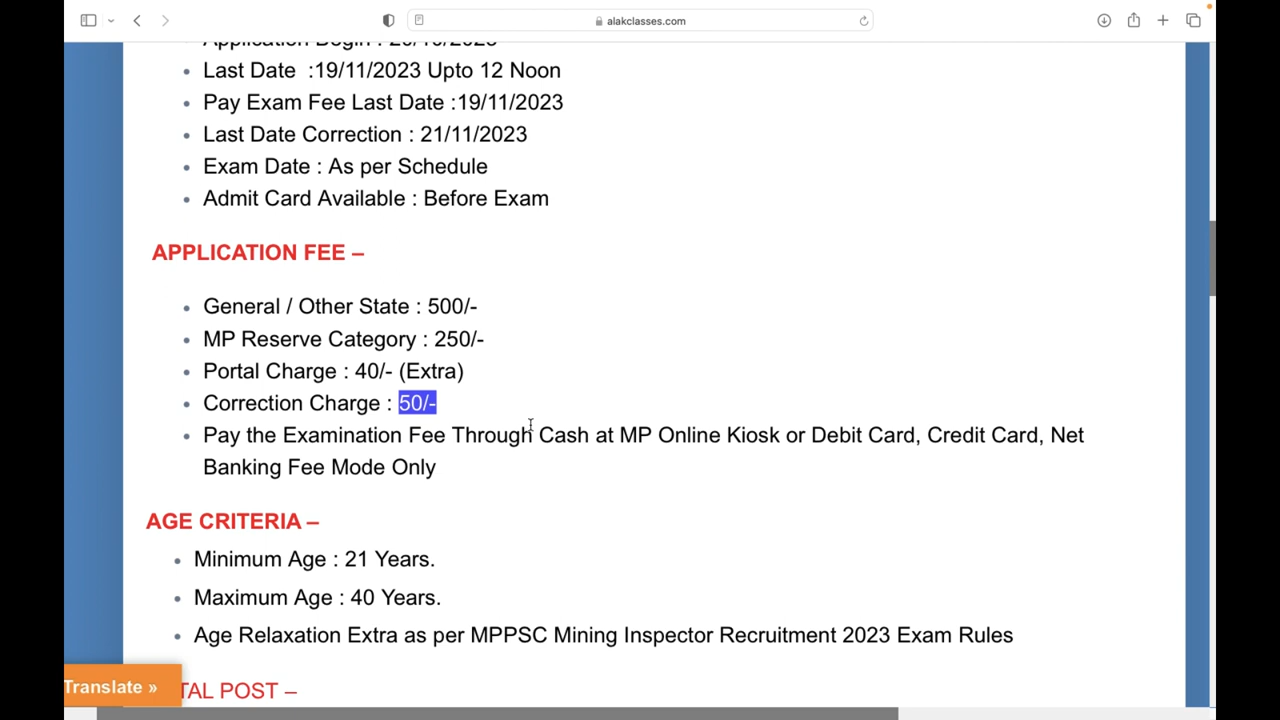 alakclasses.com
Last Date :19/11/2023 Upto 12 Noon
Pay Exam Fee Last Date :19/11/2023
Last Date Correction : 21/11/2023
Exam Date : As per Schedule
Admit Card Available : Before Exam
APPLICATION FEE –
General / Other State : 500/-
MP Reserve Category : 250/-
Portal Charge : 40/- (Extra)
Correction Charge : 50/-
Pay the Examination Fee Through Cash at MP Online Kiosk or Debit Card, Credit Card, Net
Banking Fee Mode Only
AGE CRITERIA –
Minimum Age : 21 Years.
Maximum Age : 40 Years.
Age Relaxation Extra as per MPPSC Mining Inspector Recruitment 2023 Exam Rules
TAL POST –
Translate »